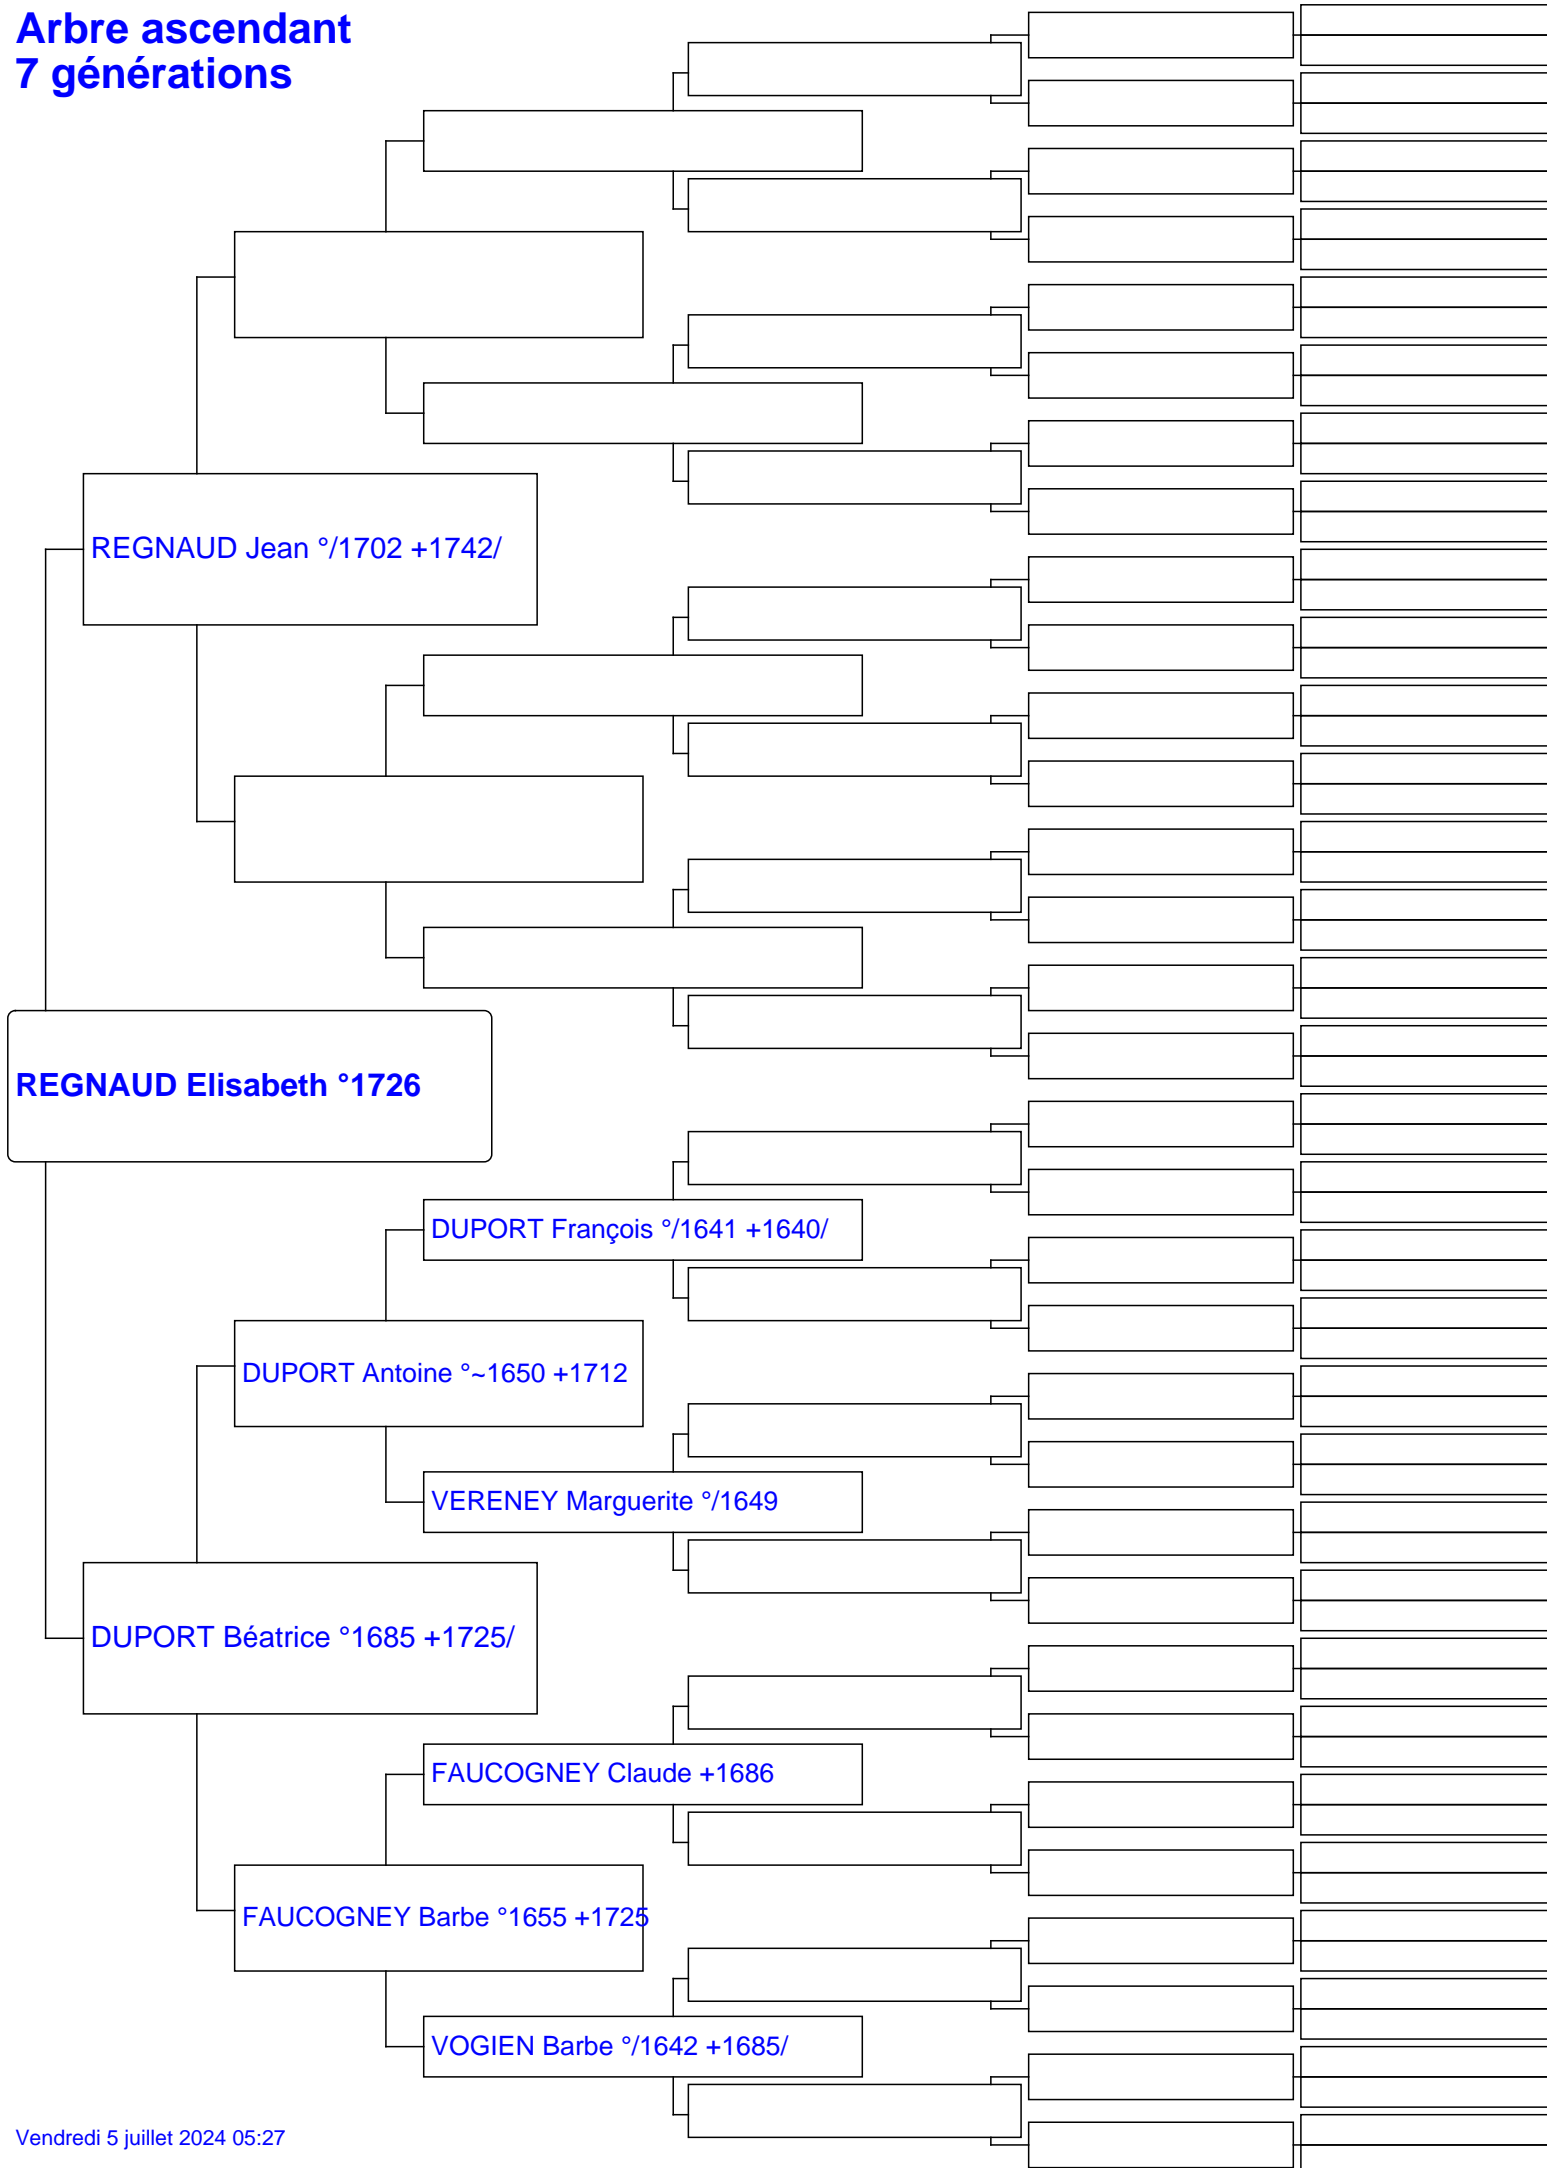 Arbre ascendant
7 générations
REGNAUD Jean °/1702 +1742/
REGNAUD Elisabeth °1726
DUPORT François °/1641 +1640/
DUPORT Antoine °~1650 +1712
VERENEY Marguerite °/1649
DUPORT Béatrice °1685 +1725/
FAUCOGNEY Claude +1686
FAUCOGNEY Barbe °1655 +1725
VOGIEN Barbe °/1642 +1685/
Vendredi 5 juillet 2024 05:27